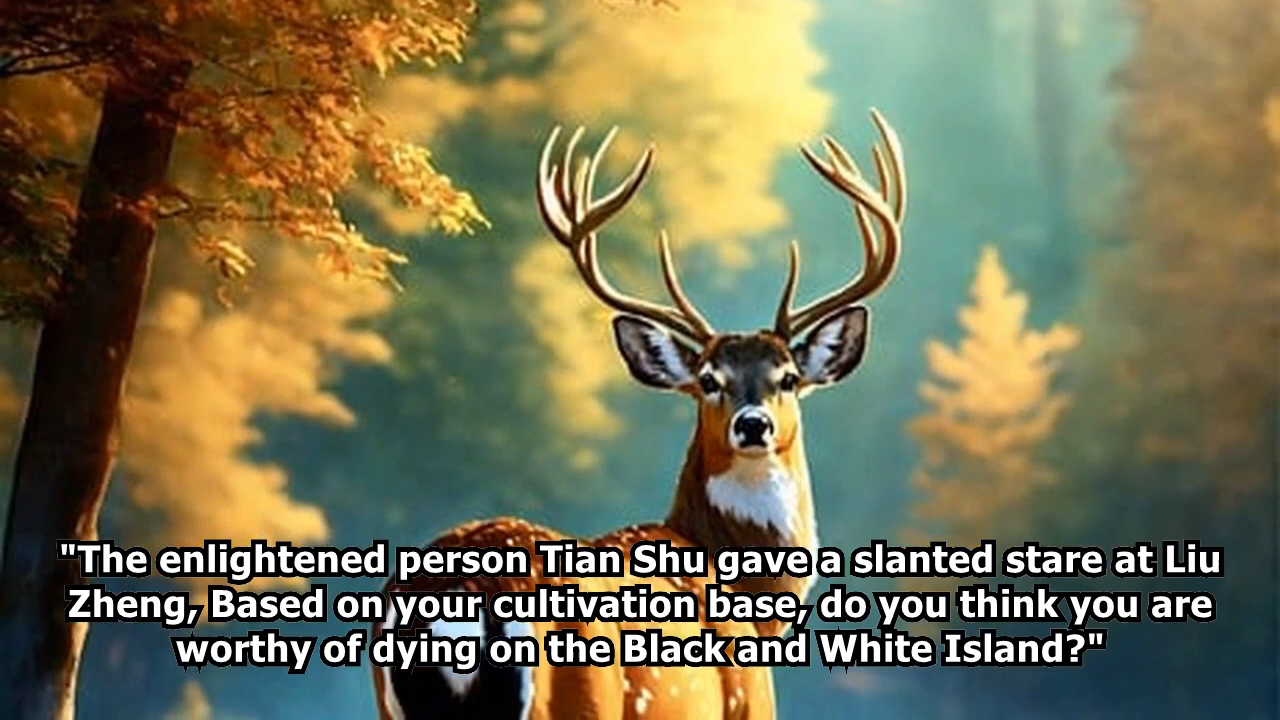 "The enlightened person Tian Shu gave a slanted stare at Liu
Zheng, Based on your cultivation base, do you think you are
worthy of dying on the Black and White Island?"